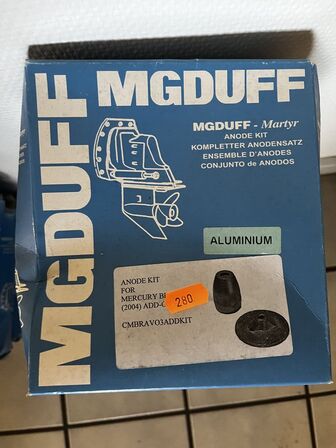 MGDUFF
MGDUFF
MGDUFF - Martyr
ANODE KIT
KOMPLETTER ANODENSATZ
ENSEMBLE D'ANODES
CONJUNTO de ANODOS
ALUMINIUM
ANODE KIT
FOR
MERCURY
(2004)
280
CMBRAVO3ADDKIT